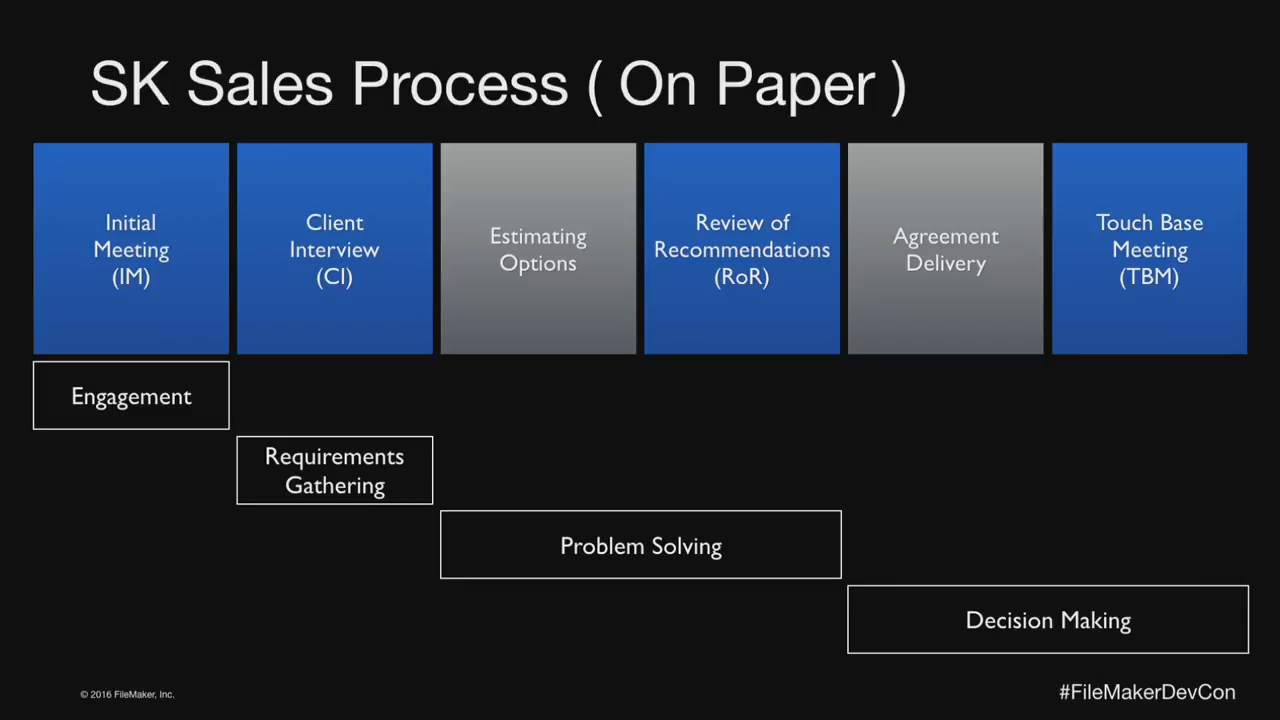 SK Sales Process ( On Paper )
Initial
Meeting
(IM)
Client
Interview
(CI)
Estimating
Options
Review of
Recommendations
(RoR)
Agreement
Delivery
Touch Base
Meeting
(TBM)
Engagement
Requirements
Gathering
Problem Solving
Decision Making
© 2016 FileMaker, Inc.
#FileMakerDevCon